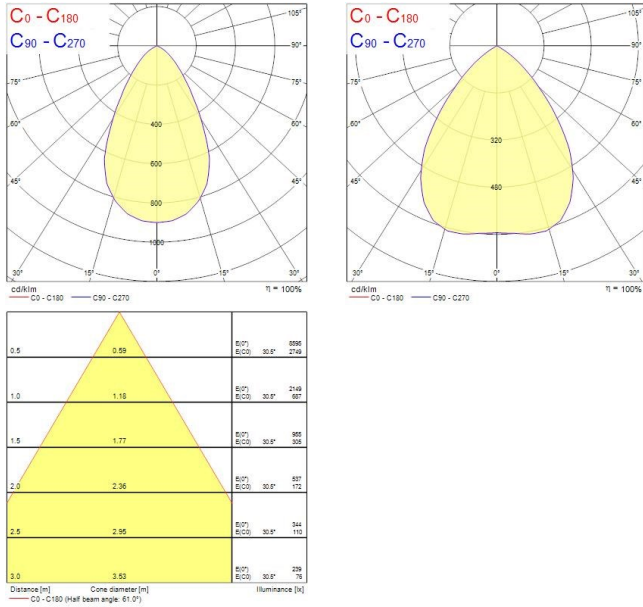 C0 - C180
C90 - C270
105°
90°
75°
75°
60°
60°
45°
45°
400
600
800
1000
30°
15°
0°
15°
30°
cd/klm
η = 100%
C0 - C180
C90 - C270
C0 - C180
C90 - C270
105°
90°
75°
75°
60°
60°
45°
45°
320
480
30°
15°
0°
15°
30°
cd/klm
η = 100%
C0 - C180
C90 - C270
E(0°)
0.5 0.59 E(C0) 30.5° 2749
E(0°) 2149
1.0 1.18 E(C0) 30.5° 687
E(0°) 955
1.5 1.77 E(C0) 30.5° 305
E(0°) 537
2.0 2.36 E(C0) 30.5° 172
E(0°) 344
2.5 2.95 E(C0) 30.5° 110
E(0°) 239
3.0 3.53 E(C0) 30.5° 76
Distance [m] Cone diameter [m] Illuminance [lx]
C0 - C180 (Half beam angle: 61.0°)